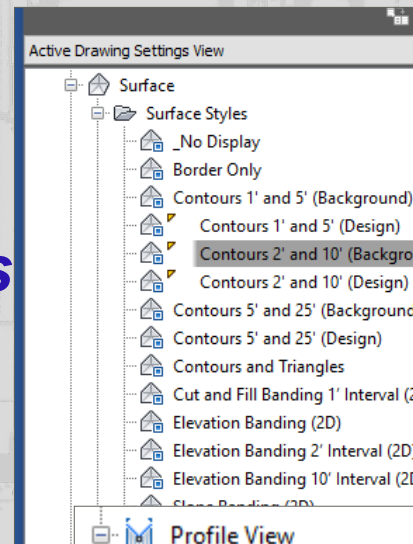 Active Drawing Settings View
Surface
Surface Styles
_No Display
Border Only
Contours 1' and 5' (Background)
Contours 1' and 5' (Design)
Contours 2' and 10' (Backgro
Contours 2' and 10' (Design)
s
Contours 5' and 25' (Background
Contours 5' and 25' (Design)
Contours and Triangles
Cut and Fill Banding 1' Interval (2
Elevation Banding (2D)
Elevation Banding 2' Interval (2D)
Elevation Banding 10' Interval (2D
Slope Banding (2D)
Profile View